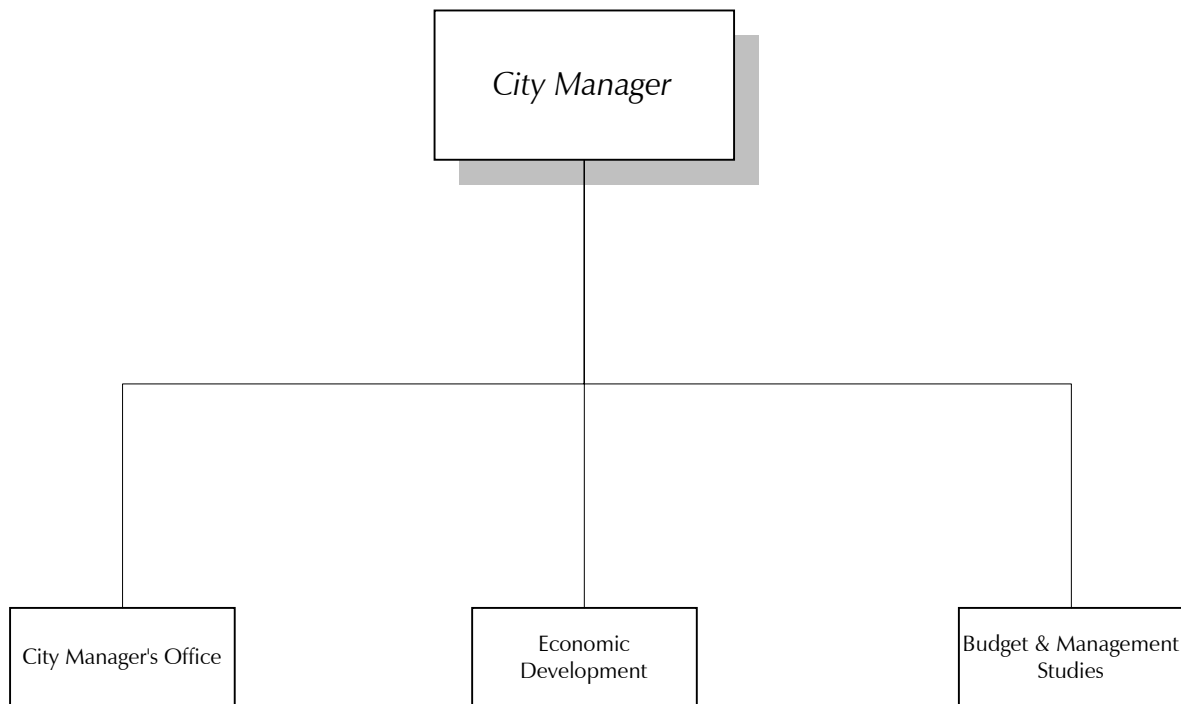 City Manager
City Manager's Office
Economic
Development
Budget & Management
Studies